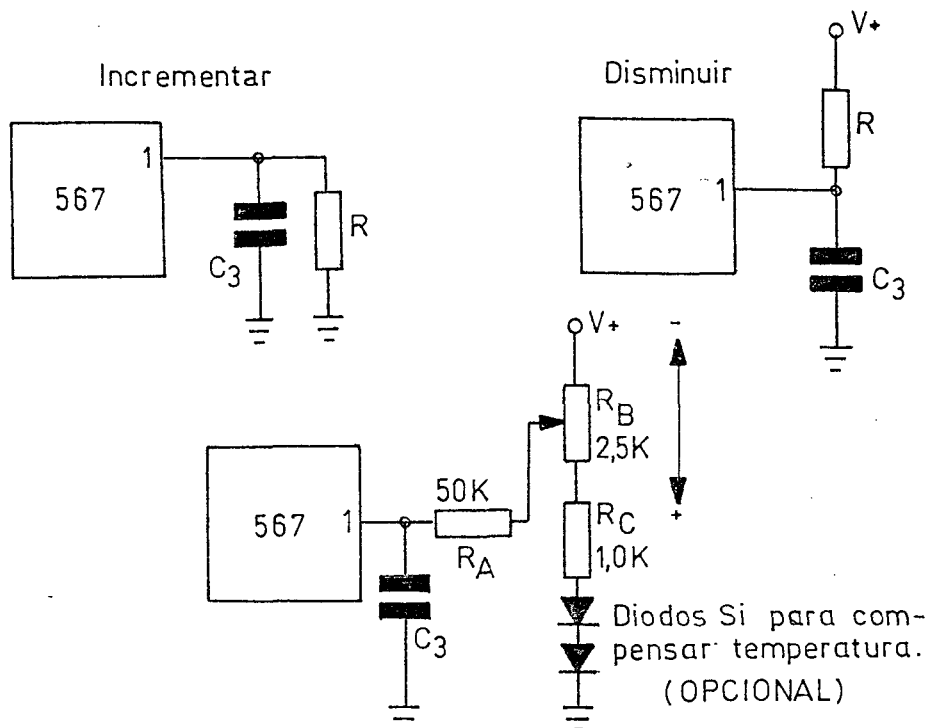 Incrementar
1
567
C3
R
Disminuir
V+
R
567
1
C3
V+
-
RB
2,5K
+
567
1
50K
RA
C3
RC
1,0K
Diodos Si para com-
pensar temperatura.
(OPCIONAL)